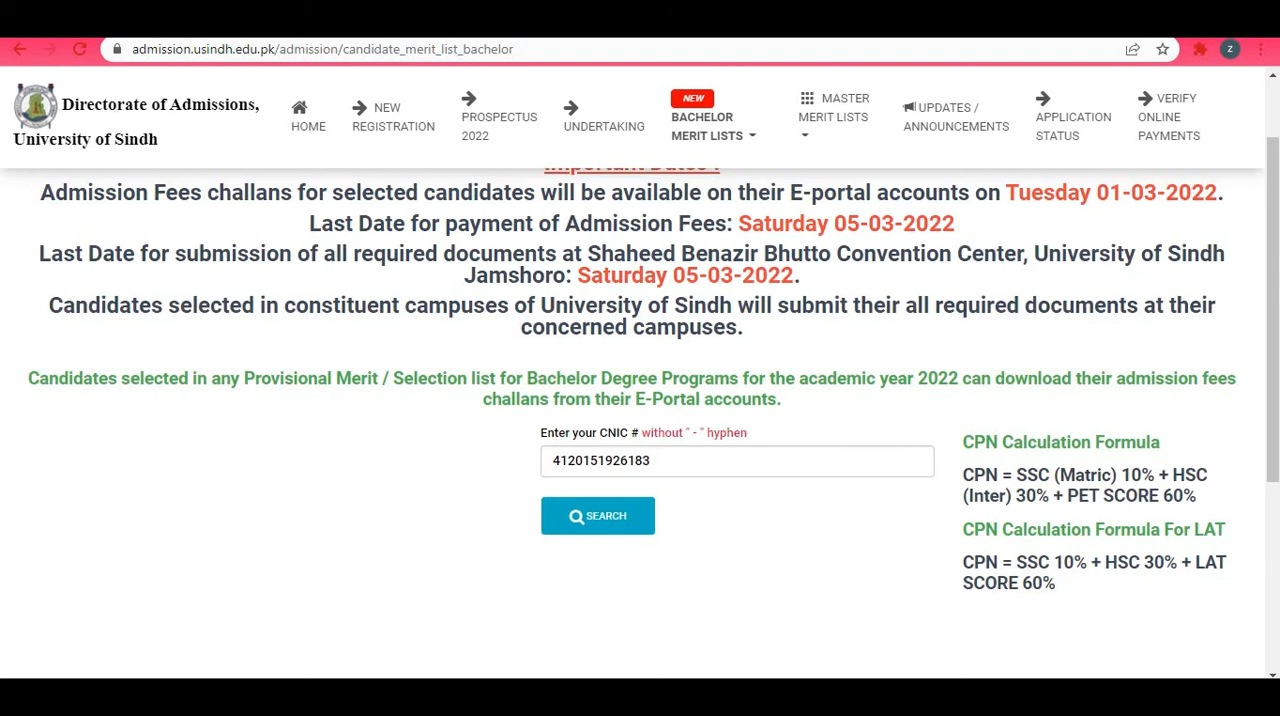 admission.usindh.edu.pk/admission/candidate_merit_list_bachelor
Z
Directorate of Admissions,
University of Sindh
HOME
NEW
REGISTRATION
PROSPECTUS
2022
UNDERTAKING
NEW
BACHELOR
MERIT LISTS
MASTER
MERIT LISTS
UPDATES /
ANNOUNCEMENTS
APPLICATION
STATUS
VERIFY
ONLINE
PAYMENTS
Important Dates :
Admission Fees challans for selected candidates will be available on their E-portal accounts on Tuesday 01-03-2022.
Last Date for payment of Admission Fees: Saturday 05-03-2022
Last Date for submission of all required documents at Shaheed Benazir Bhutto Convention Center, University of Sindh
Jamshoro: Saturday 05-03-2022.
Candidates selected in constituent campuses of University of Sindh will submit their all required documents at their
concerned campuses.
Candidates selected in any Provisional Merit / Selection list for Bachelor Degree Programs for the academic year 2022 can download their admission fees
challans from their E-Portal accounts.
Enter your CNIC # without " - " hyphen
4120151926183
SEARCH
CPN Calculation Formula
CPN = SSC (Matric) 10% + HSC
(Inter) 30% + PET SCORE 60%
CPN Calculation Formula For LAT
CPN = SSC 10% + HSC 30% + LAT
SCORE 60%